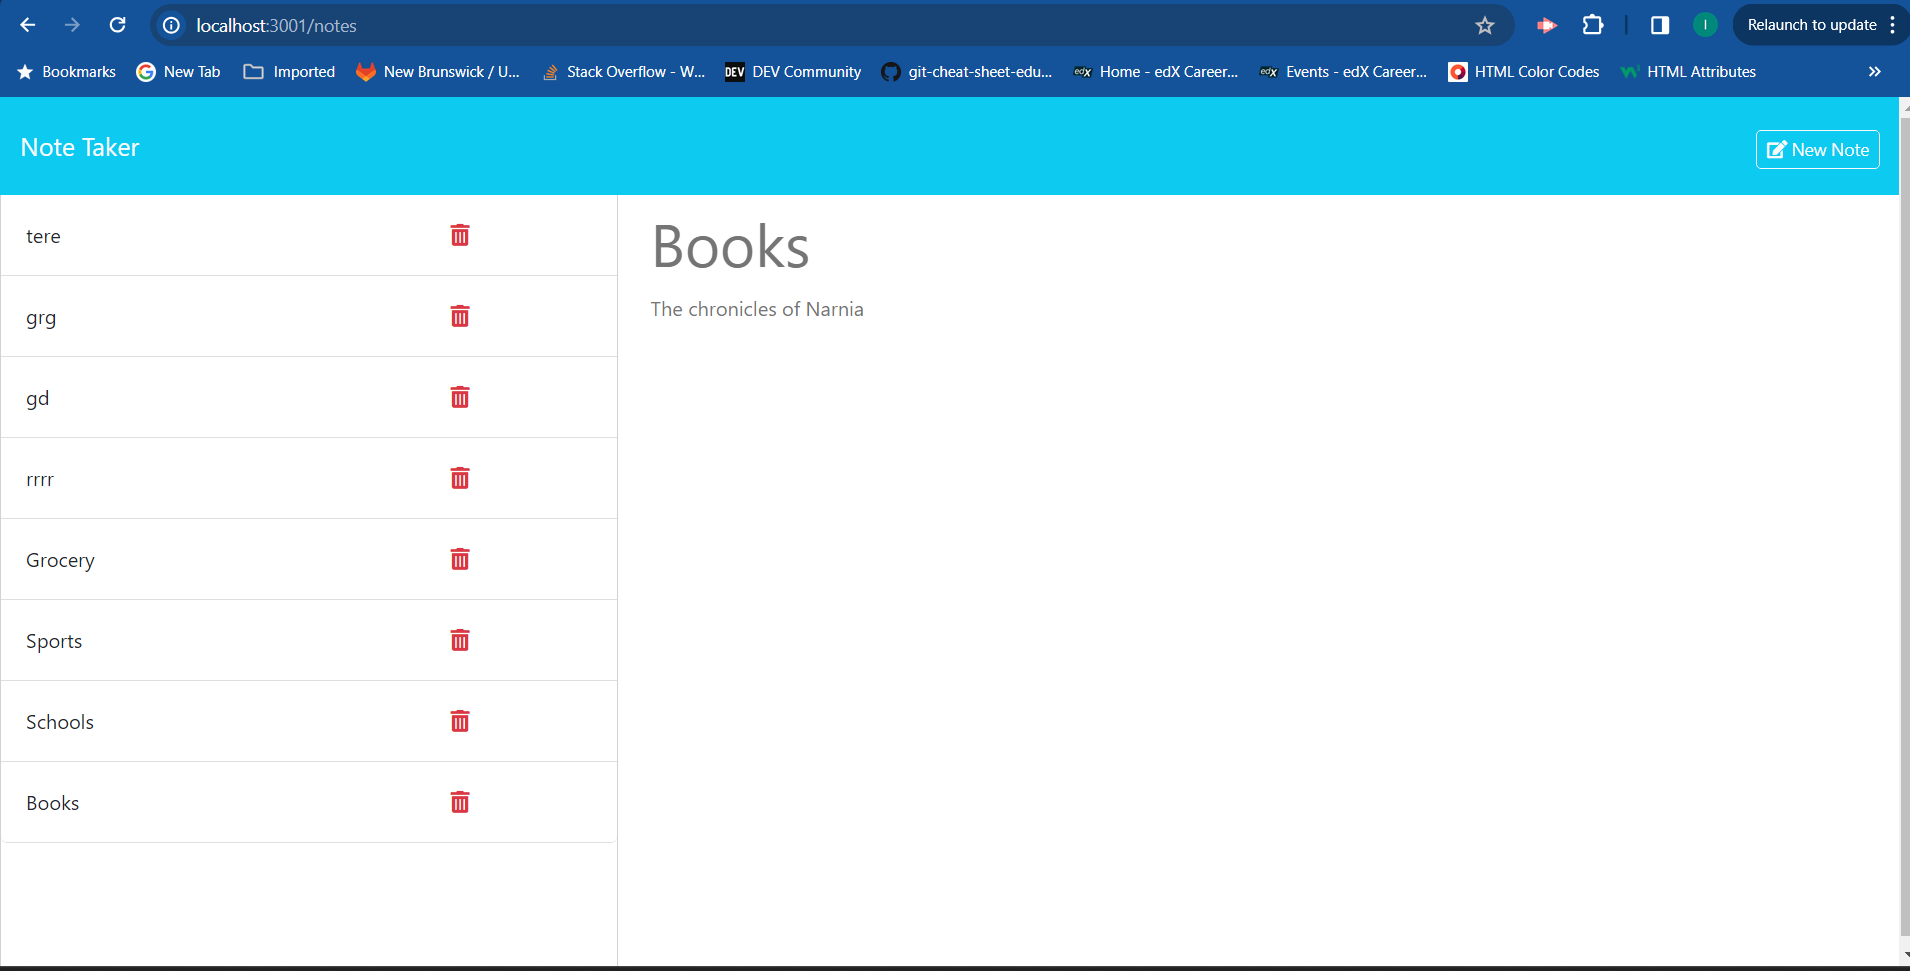 localhost:3001/notes
Relaunch to update
Bookmarks New Tab Imported New Brunswick / U... Stack Overflow - W... DEV DEV Community git-cheat-sheet-edu... edX Home - edX Career... edX Events - edX Career... HTML Color Codes HTML Attributes
Note Taker
New Note
tere
grg
gd
rrrr
Grocery
Sports
Schools
Books
Books
The chronicles of Narnia